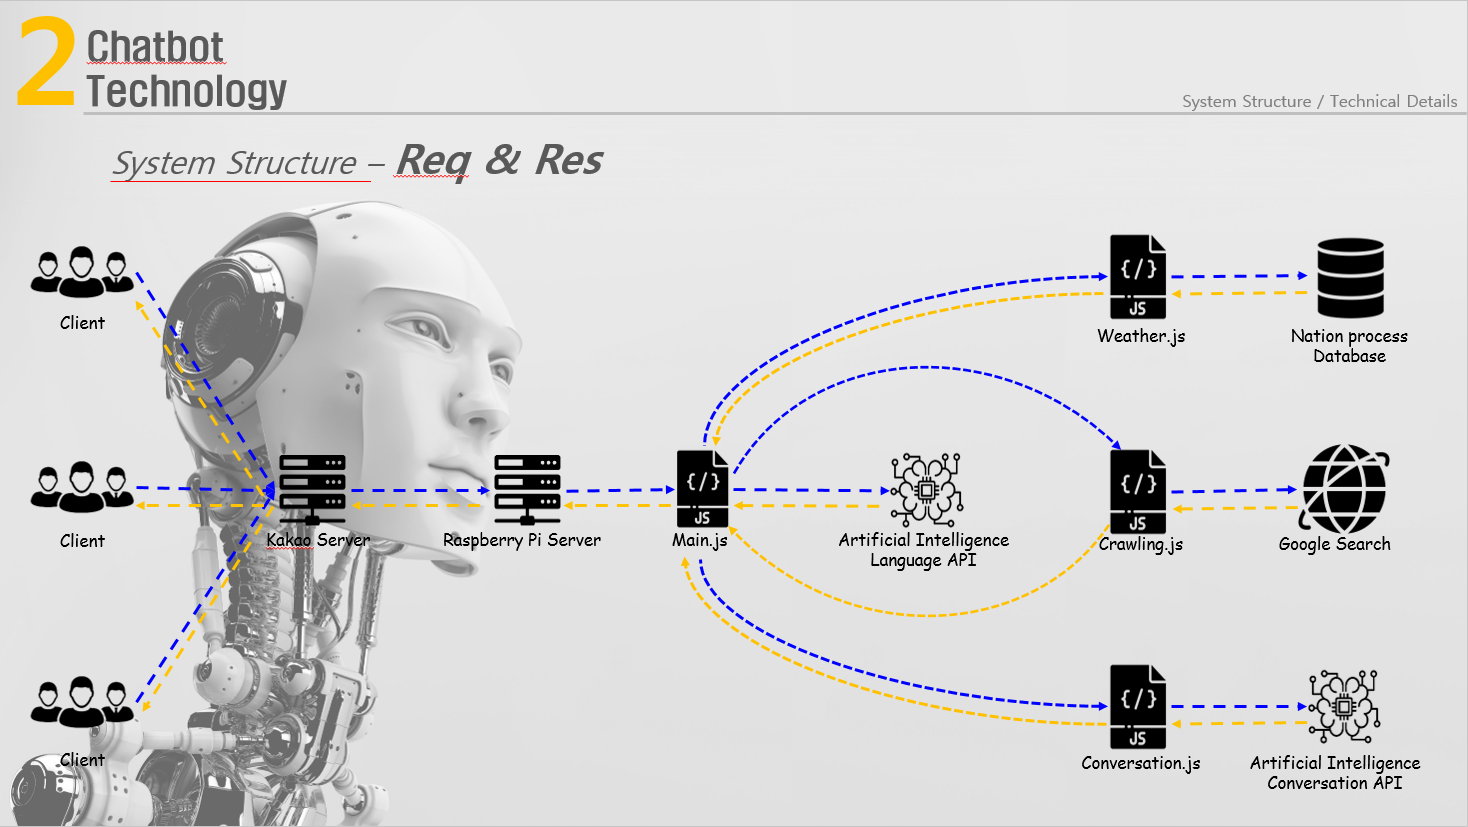 2
Chatbot
Technology
System Structure / Technical Details
System Structure – Req & Res
Client
Client
Client
Kakao Server
Raspberry Pi Server
{/}
JS
Main.js
Artificial Intelligence
Language API
{/}
JS
Weather.js
Nation process
Database
{/}
JS
Crawling.js
Google Search
{/}
JS
Conversation.js
Artificial Intelligence
Conversation API